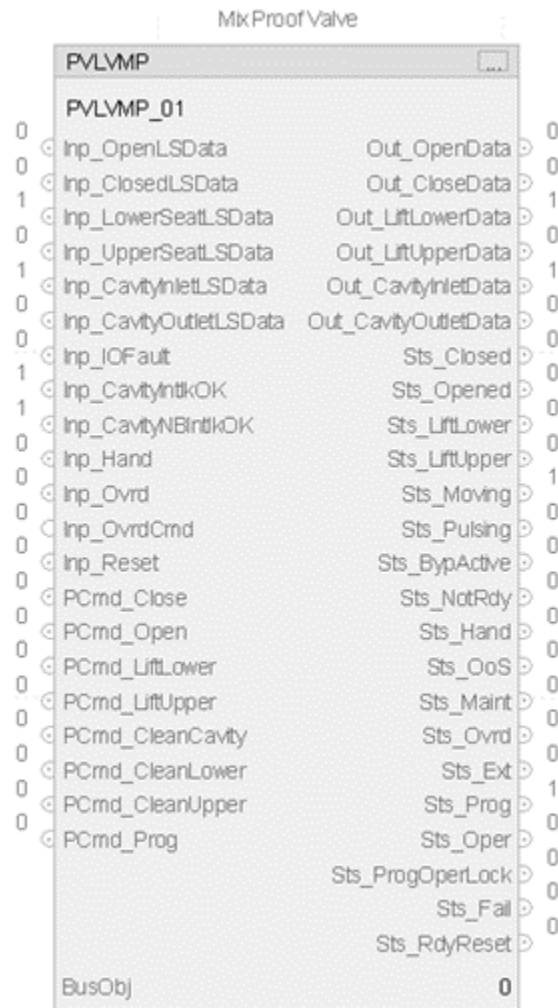 Mix Proof Valve
PVLVMP ...
PVLVMP_01
0 0
Inp_OpenLSData Out_OpenData
0 0
Inp_ClosedLSData Out_CloseData
1 0
Inp_LowerSeatLSData Out_LiftLowerData
0 0
Inp_UpperSeatLSData Out_LiftUpperData
1 1
Inp_CavityInletLSData Out_CavityInletData
0 0
Inp_CavityOutletLSData Out_CavityOutletData
0 0
Inp_IOFault Sts_Closed
1 0
Inp_CavityIntlkOK Sts_Opened
1 0
Inp_CavityNBIntlkOK Sts_LiftLower
0 0
Inp_Hand Sts_LiftUpper
0 1
Inp_Ovrd Sts_Moving
0 0
Inp_OvrdCmd Sts_Pulsing
0 0
Inp_Reset Sts_BypActive
0 0
PCmd_Close Sts_NotRdy
0 0
PCmd_Open Sts_Hand
0 0
PCmd_LiftLower Sts_OoS
0 0
PCmd_LiftUpper Sts_Maint
0 0
PCmd_CleanCavity Sts_Ovrd
0 0
PCmd_CleanLower Sts_Ext
0 1
PCmd_CleanUpper Sts_Prog
0 0
PCmd_Prog Sts_Oper
0
Sts_ProgOperLock
0
Sts_Fail
0
Sts_RdyReset
BusObj 0